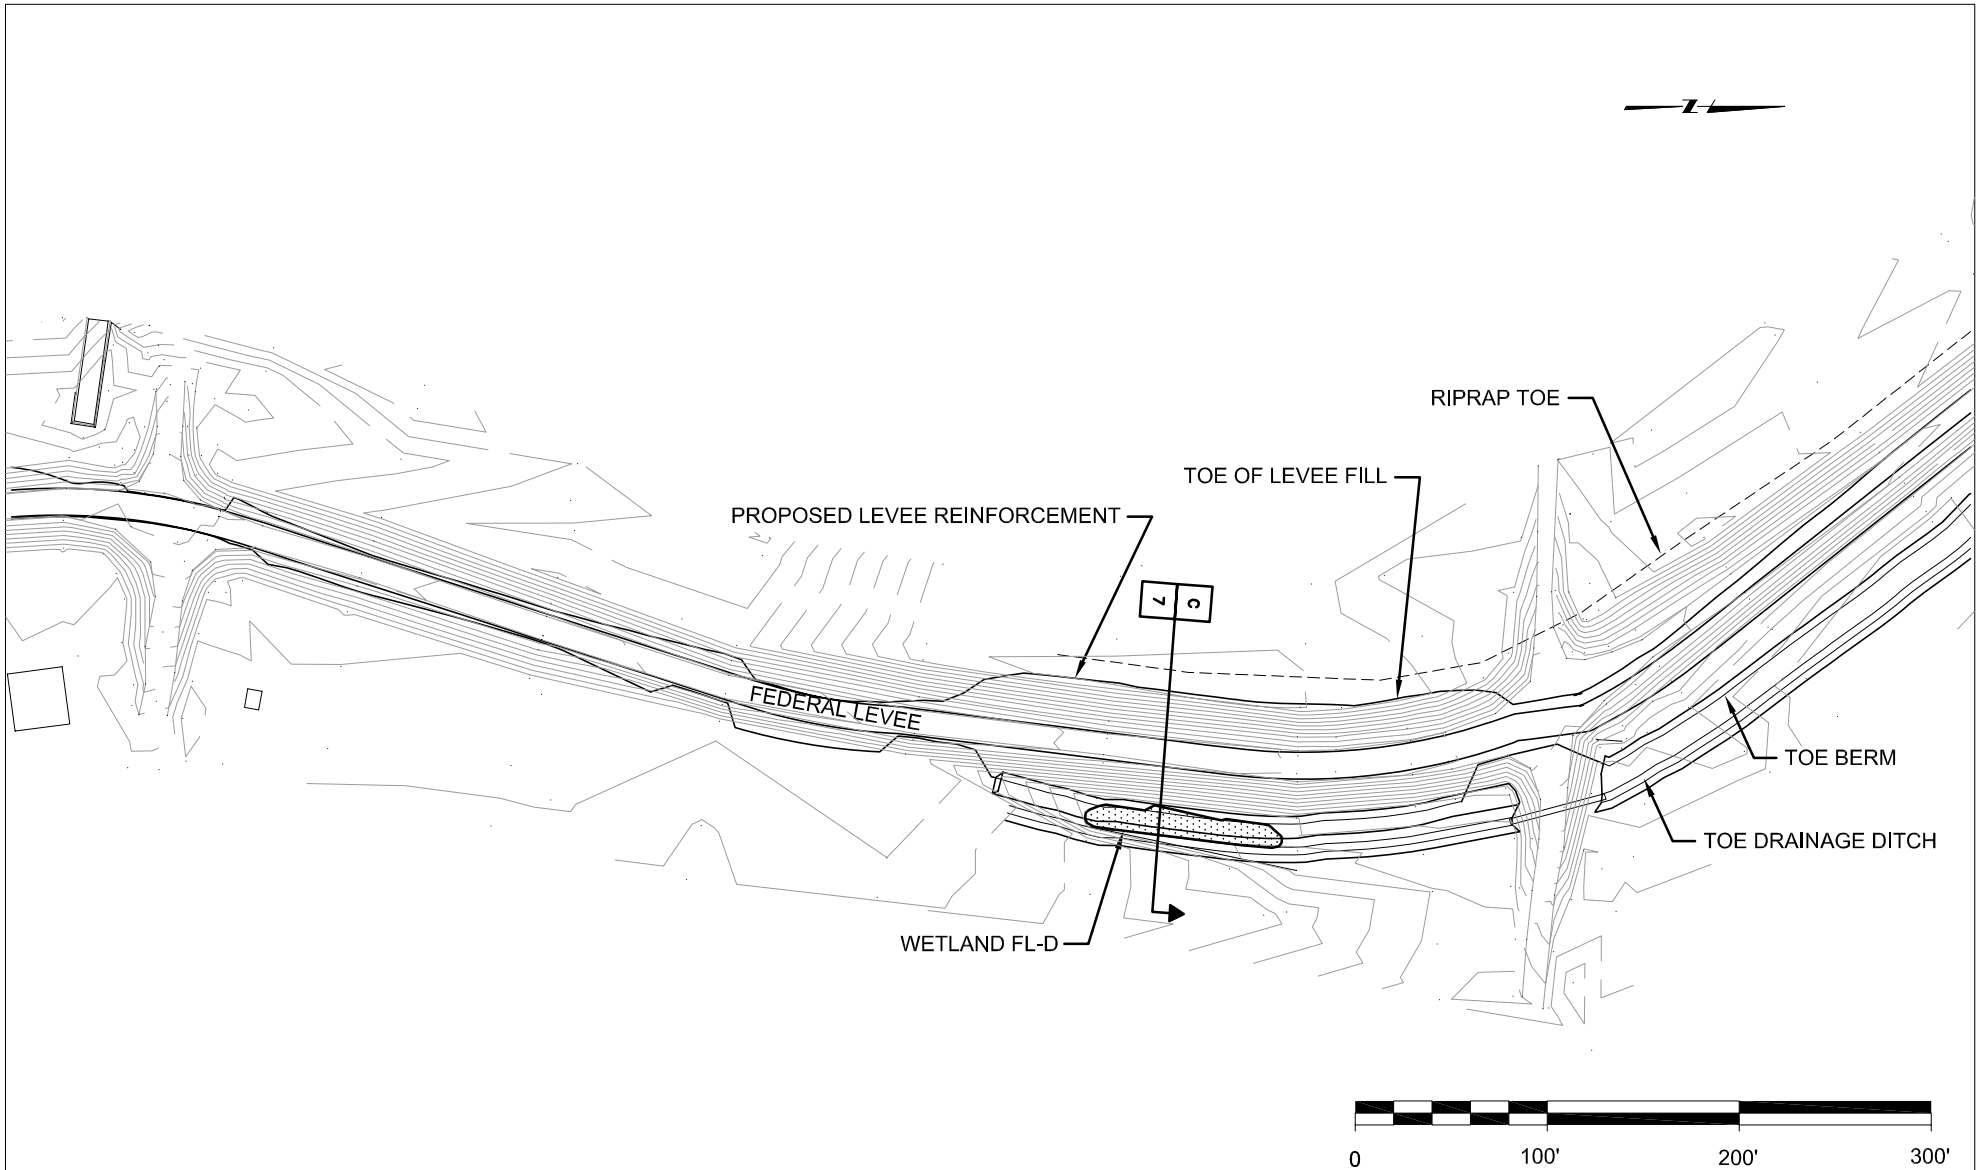 N
RIPRAP TOE
TOE OF LEVEE FILL
PROPOSED LEVEE REINFORCEMENT
7 C
FEDERAL LEVEE
TOE BERM
TOE DRAINAGE DITCH
WETLAND FL-D
0 100' 200' 300'